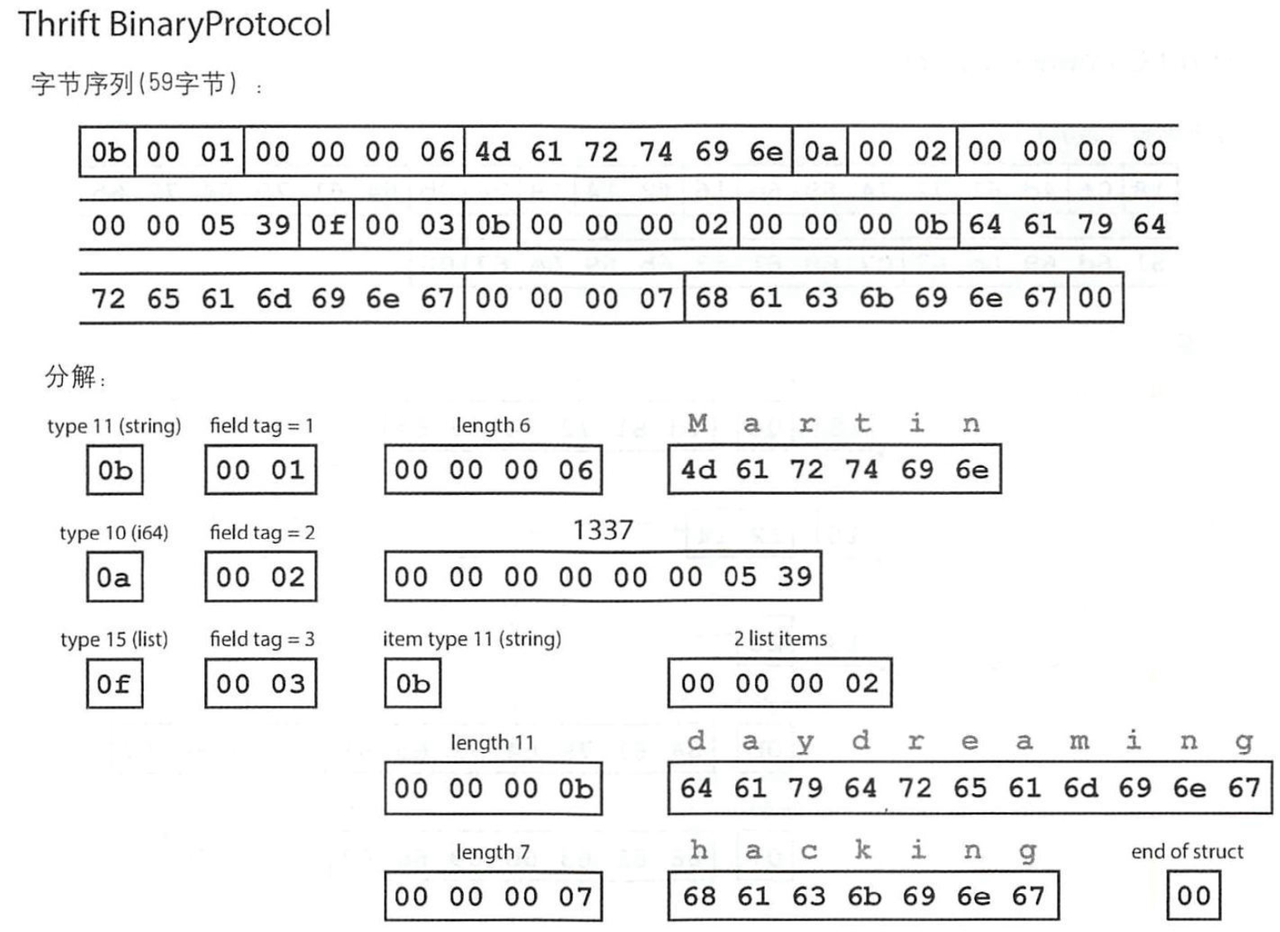 Thrift BinaryProtocol
字节序列(59字节) :
0b 00 01 00 00 00 06 4d 61 72 74 69 6e 0a 00 02 00 00 00 00
00 00 05 39 0f 00 03 0b 00 00 00 02 00 00 00 0b 64 61 79 64
72 65 61 6d 69 6e 67 00 00 00 07 68 61 63 6b 69 6e 67 00
分解:
type 11 (string) field tag = 1 length 6 M a r t i n
0b 00 01 00 00 00 06 4d 61 72 74 69 6e
type 10 (i64) field tag = 2 1337
0a 00 02 00 00 00 00 00 00 05 39
type 15 (list) field tag = 3 item type 11 (string) 2 list items
0f 00 03 0b 00 00 00 02
length 11 d a y d r e a m i n g
00 00 00 0b 64 61 79 64 72 65 61 6d 69 6e 67
length 7 h a c k i n g end of struct
00 00 00 07 68 61 63 6b 69 6e 67 00